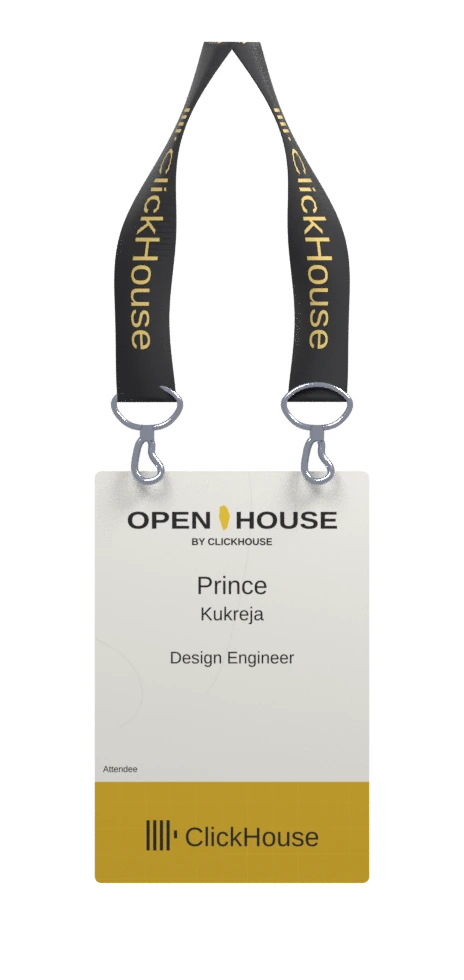 ClickHouse
ClickHouse
OPEN HOUSE
BY CLICKHOUSE
Prince
Kukreja
Design Engineer
Attendee
ClickHouse